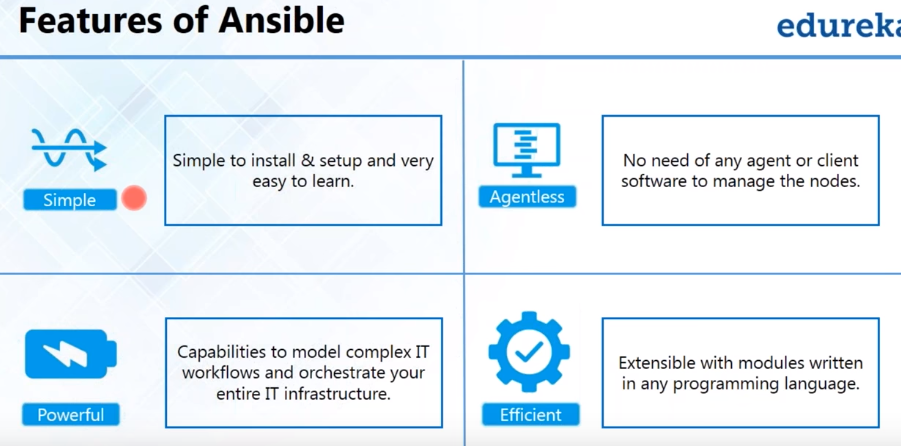 Features of Ansible
edureka
Simple
Simple to install & setup and very
easy to learn.
Agentless
No need of any agent or client
software to manage the nodes.
Powerful
Capabilities to model complex IT
workflows and orchestrate your
entire IT infrastructure.
Efficient
Extensible with modules written
in any programming language.